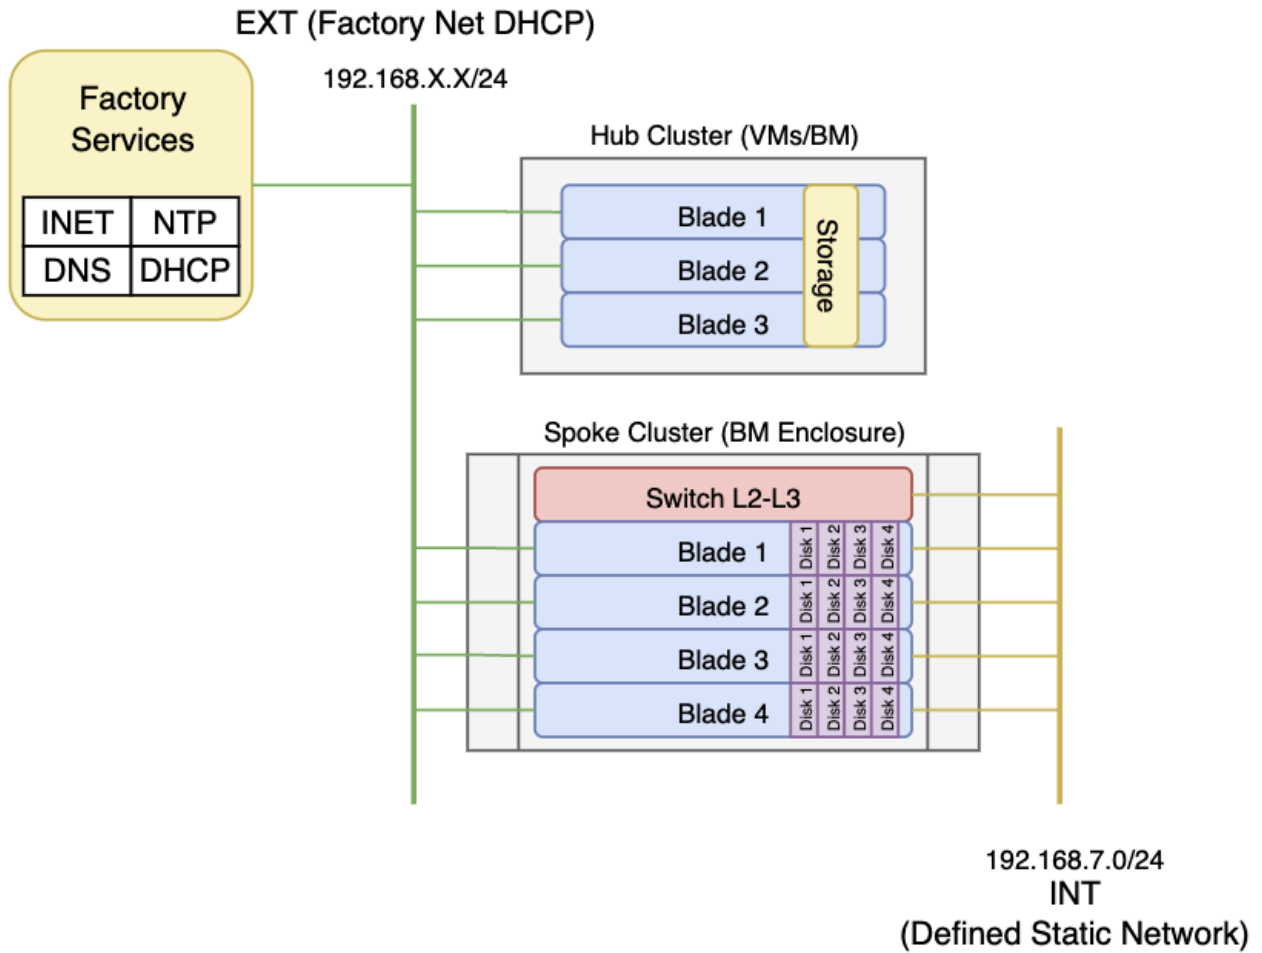 EXT (Factory Net DHCP)
192.168.X.X/24
Factory
Services
INET NTP
DNS DHCP
Hub Cluster (VMs/BM)
Blade 1
Blade 2
Blade 3
Storage
Spoke Cluster (BM Enclosure)
Switch L2-L3
Blade 1 Disk 1 Disk 2 Disk 3 Disk 4
Blade 2 Disk 1 Disk 2 Disk 3 Disk 4
Blade 3 Disk 1 Disk 2 Disk 3 Disk 4
Blade 4 Disk 1 Disk 2 Disk 3 Disk 4
192.168.7.0/24
INT
(Defined Static Network)